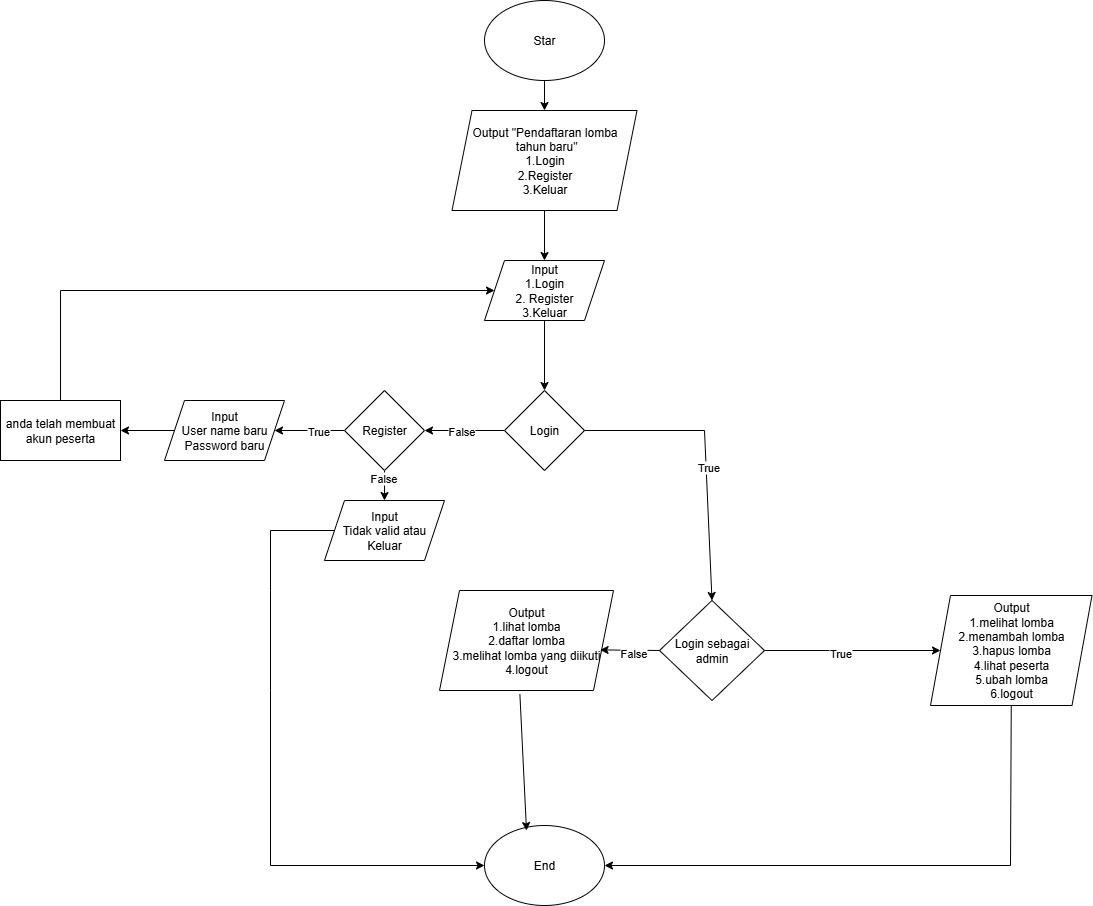 Star
Output "Pendaftaran lomba
tahun baru"
1.Login
2.Register
3.Keluar
Input
1.Login
2. Register
3.Keluar
anda telah membuat
akun peserta
Input
User name baru
Password baru
True
Register
False
Login
True
False
Input
Tidak valid atau
Keluar
Output
1.lihat lomba
2.daftar lomba
3.melihat lomba yang diikuti
4.logout
False
Login sebagai
admin
True
Output
1.melihat lomba
2.menambah lomba
3.hapus lomba
4.lihat peserta
5.ubah lomba
6.logout
End